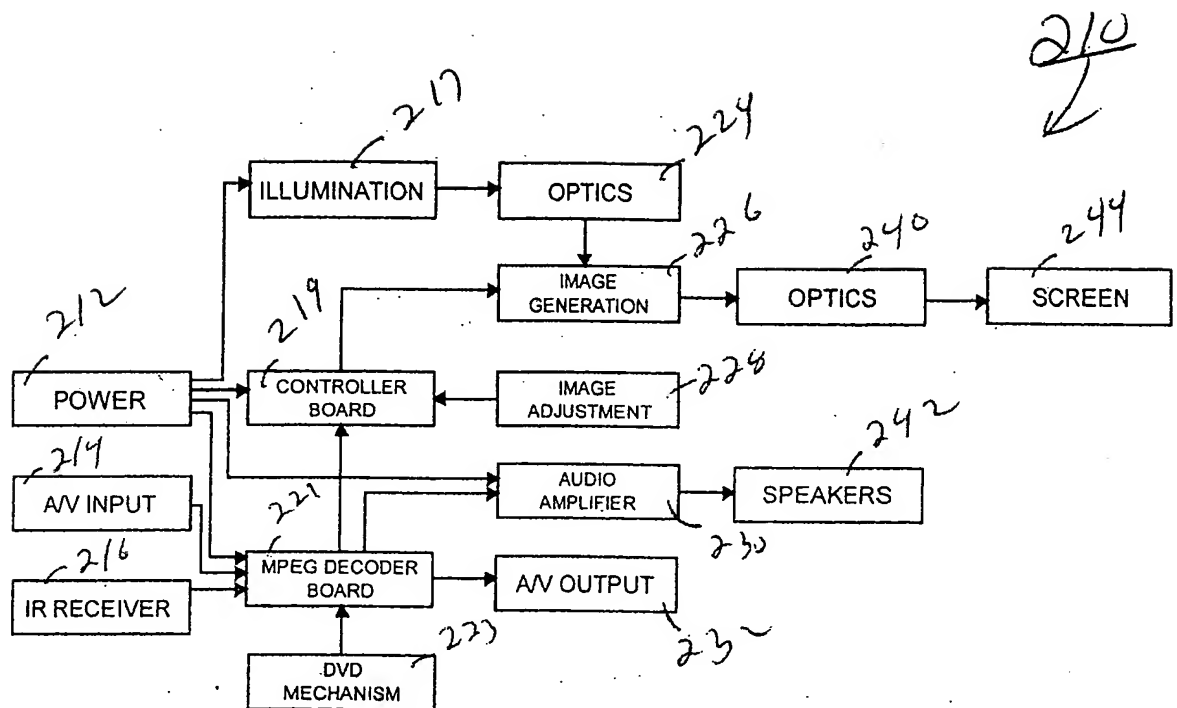 210
217
224
ILLUMINATION
OPTICS
226
240
244
IMAGE
GENERATION
OPTICS
SCREEN
212
219
228
POWER
CONTROLLER
BOARD
IMAGE
ADJUSTMENT
242
214
A/V INPUT
221
AUDIO
AMPLIFIER
SPEAKERS
230
216
IR RECEIVER
MPEG DECODER
BOARD
A/V OUTPUT
232
223
DVD
MECHANISM